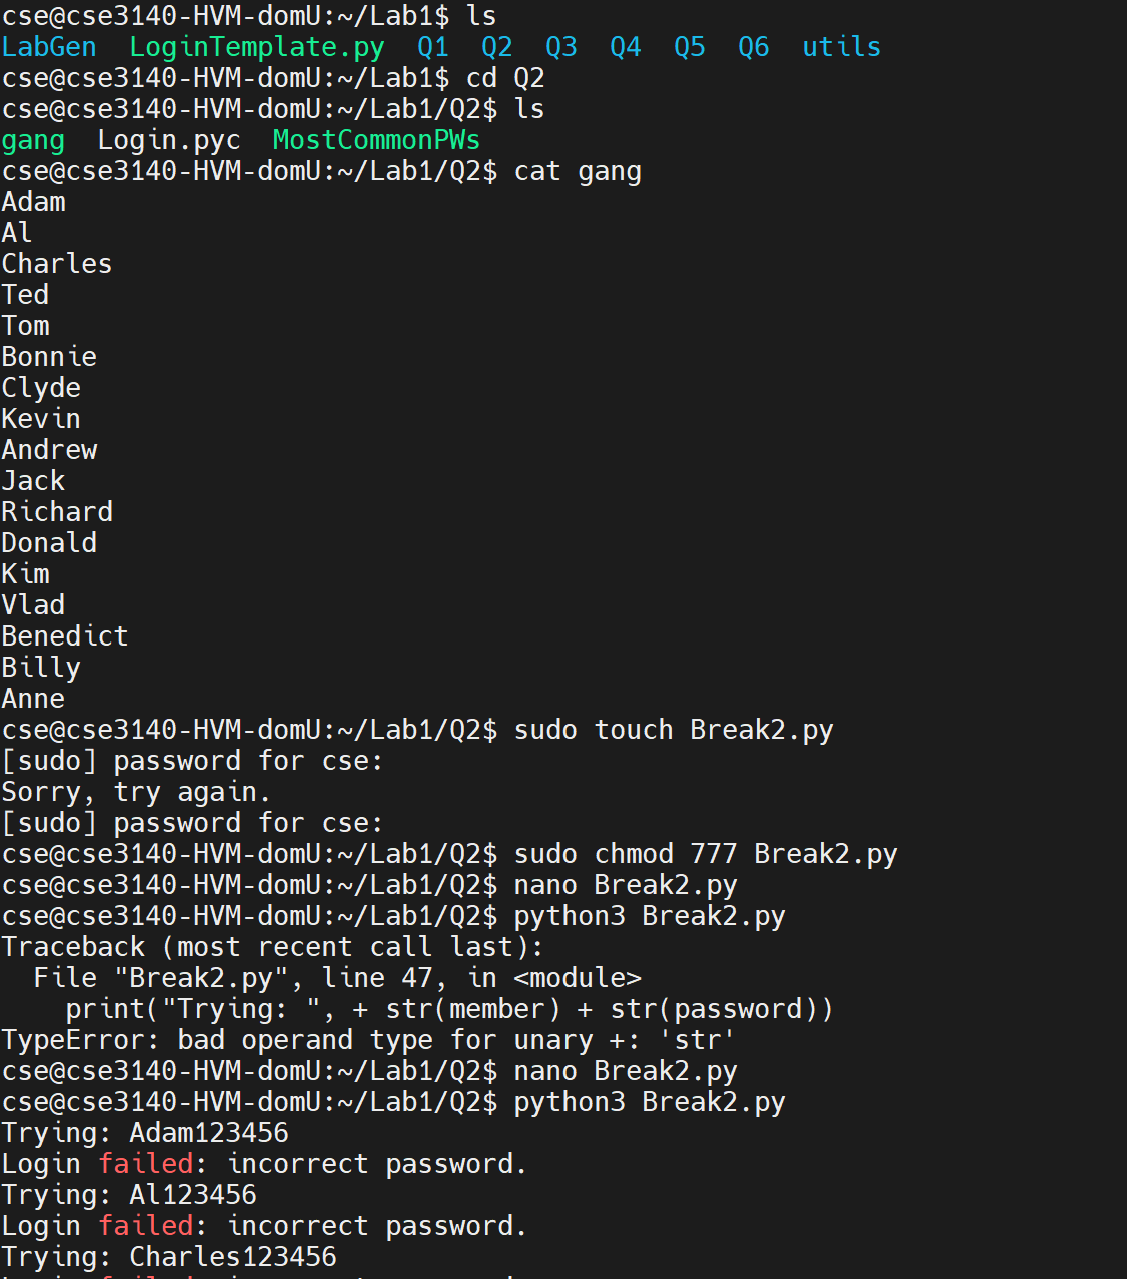 cse@cse3140-HVM-domU:~/Lab1$ ls
LabGen  LoginTemplate.py  Q1  Q2  Q3  Q4  Q5  Q6  utils
cse@cse3140-HVM-domU:~/Lab1$ cd Q2
cse@cse3140-HVM-domU:~/Lab1/Q2$ ls
gang  Login.pyc  MostCommonPWs
cse@cse3140-HVM-domU:~/Lab1/Q2$ cat gang
Adam
Al
Charles
Ted
Tom
Bonnie
Clyde
Kevin
Andrew
Jack
Richard
Donald
Kim
Vlad
Benedict
Billy
Anne
cse@cse3140-HVM-domU:~/Lab1/Q2$ sudo touch Break2.py
[sudo] password for cse:
Sorry, try again.
[sudo] password for cse:
cse@cse3140-HVM-domU:~/Lab1/Q2$ sudo chmod 777 Break2.py
cse@cse3140-HVM-domU:~/Lab1/Q2$ nano Break2.py
cse@cse3140-HVM-domU:~/Lab1/Q2$ python3 Break2.py
Traceback (most recent call last):
  File "Break2.py", line 47, in <module>
    print("Trying: ", + str(member) + str(password))
TypeError: bad operand type for unary +: 'str'
cse@cse3140-HVM-domU:~/Lab1/Q2$ nano Break2.py
cse@cse3140-HVM-domU:~/Lab1/Q2$ python3 Break2.py
Trying: Adam123456
Login failed: incorrect password.
Trying: Al123456
Login failed: incorrect password.
Trying: Charles123456